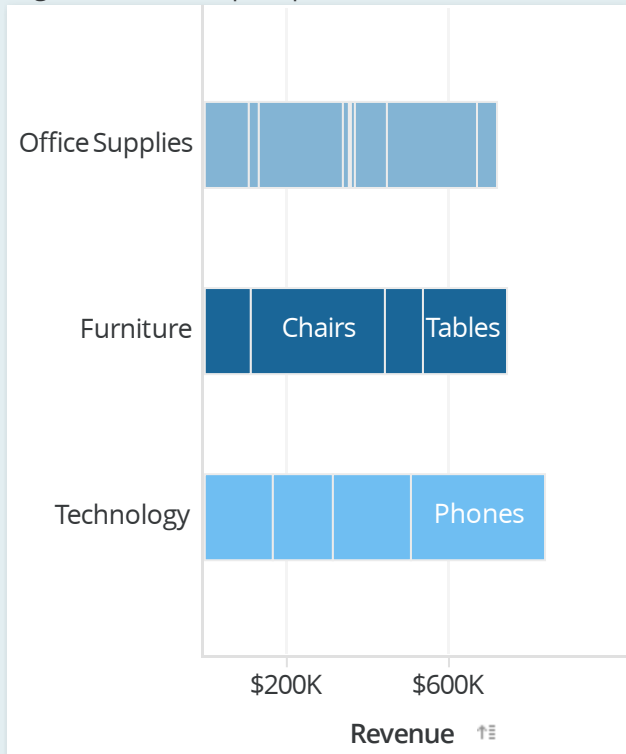 Office Supplies
Furniture
Chairs
Tables
Technology
Phones
$200K
$600K
Revenue